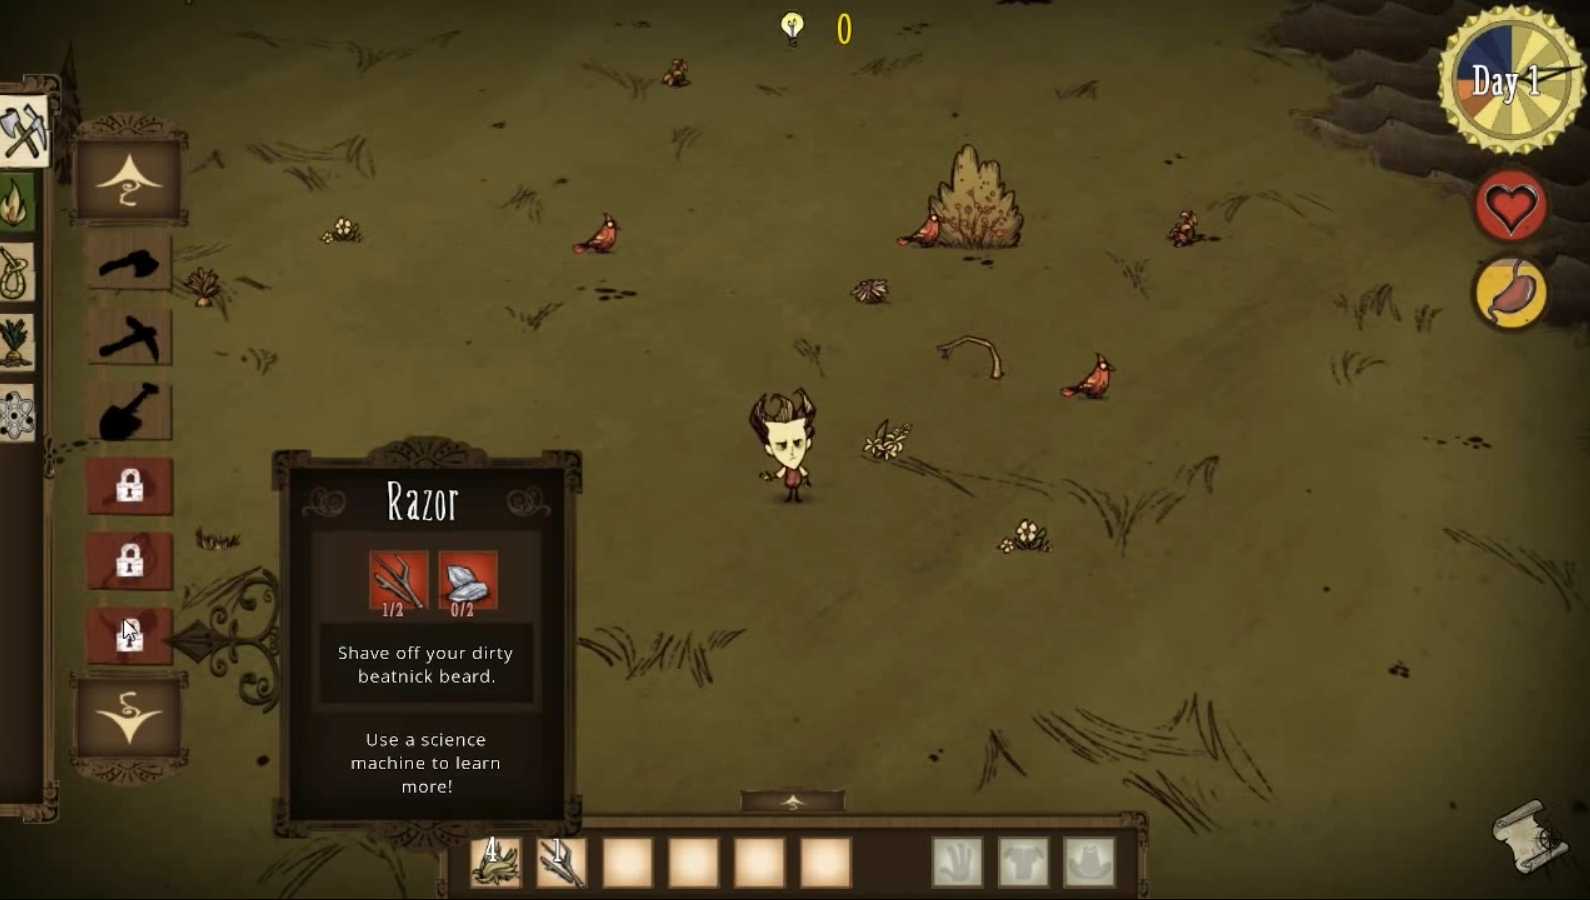 0
Day 1
Razor
1/2
0/2
Shave off your dirty
beatnick beard.
Use a science
machine to learn
more!
4
1